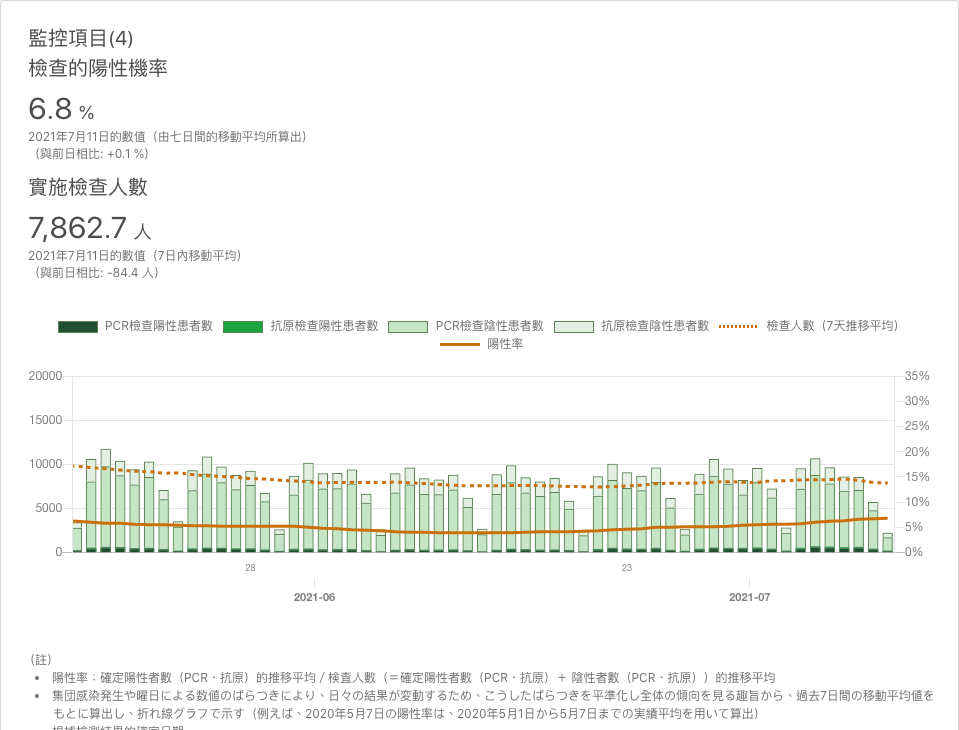 監控項目(4)
檢查的陽性機率
6.8 %
2021年7月11日的數值（由七日間的移動平均所算出）
（與前日相比: +0.1 %）
實施檢查人數
7,862.7 人
2021年7月11日的數值（7日內移動平均）
（與前日相比: -84.4 人）
PCR檢查陽性患者數 抗原檢查陽性患者數 PCR檢查陰性患者數 抗原檢查陰性患者數 檢查人數（7天推移平均）
陽性率
20000 35%
30%
15000
25%
10000 20%
15%
5000 10%
5%
0 0%
28 23
2021-06 2021-07
（註）
• 陽性率：確定陽性者數（PCR・抗原）的推移平均 / 検査人數（＝確定陽性者數（PCR・抗原）＋ 陰性者數（PCR・抗原））的推移平均
• 集団感染発生や曜日による数値のばらつきにより、日々の結果が変動するため、こうしたばらつきを平準化し全体の傾向を見る趣旨から、過去7日間の移動平均値を
もとに算出し、折れ線グラフで示す（例えば、2020年5月7日の陽性率は、2020年5月1日から5月7日までの実績平均を用いて算出）